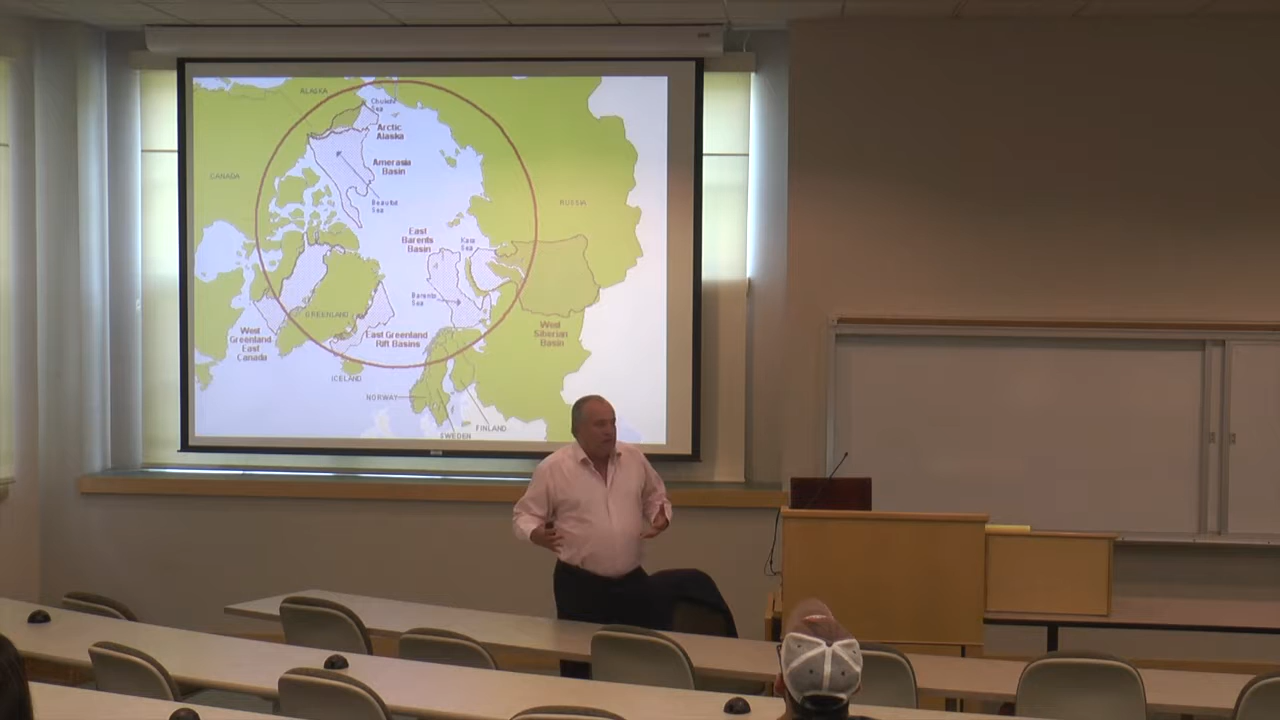 ALASKA
Chukchi
Sea
Arctic
Alaska
Amerasia
Basin
CANADA
Beaufort
Sea
RUSSIA
East
Barents
Basin
Kara
Sea
Barents
Sea
GREENLAND
West
Greenland
East
Canada
East Greenland
Rift Basins
West
Siberian
Basin
ICELAND
NORWAY
FINLAND
SWEDEN